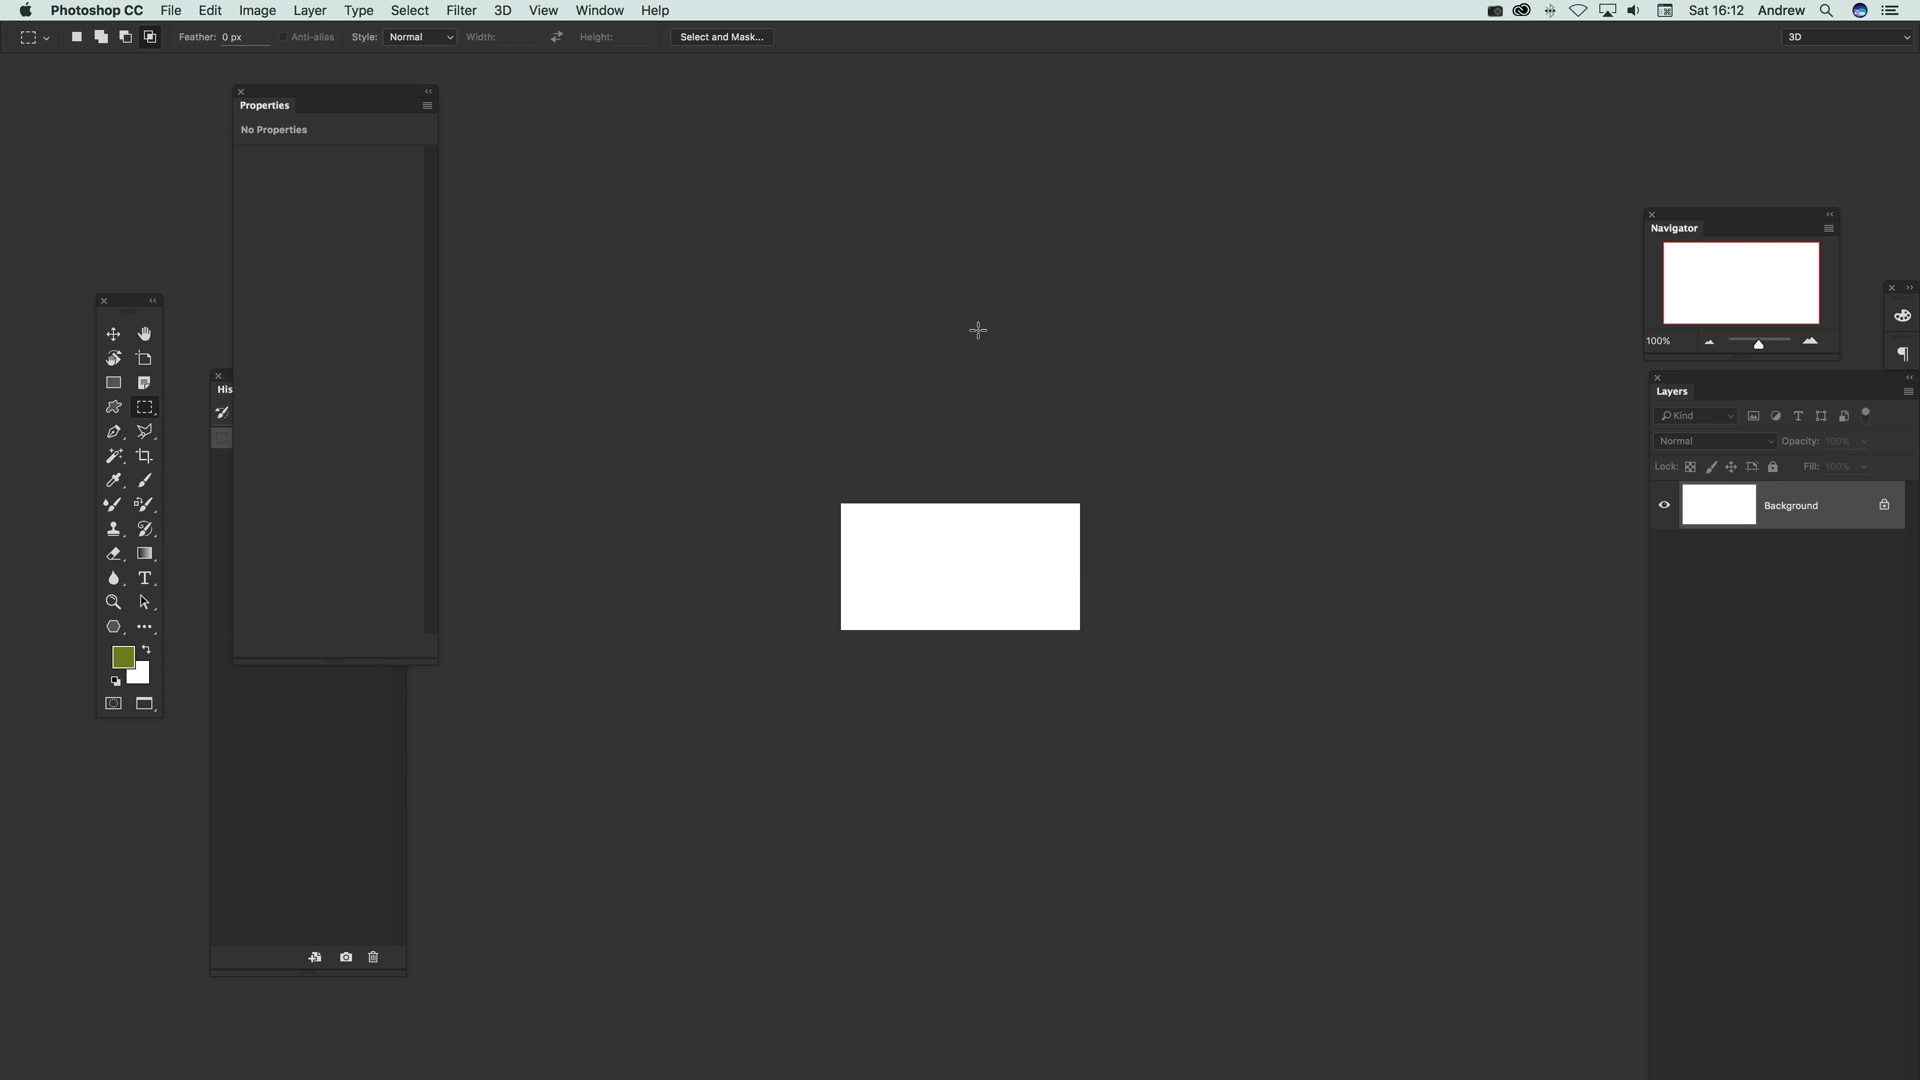 Photoshop CC File Edit Image Layer Type Select Filter 3D View Window Help Sat 16:12 Andrew
Feather: 0 px Anti-alias Style: Normal Width: Height: Select and Mask... 3D
Properties
No Properties
Navigator
100%
His
Layers
Kind
Normal Opacity: 100%
Lock: Fill: 100%
Background